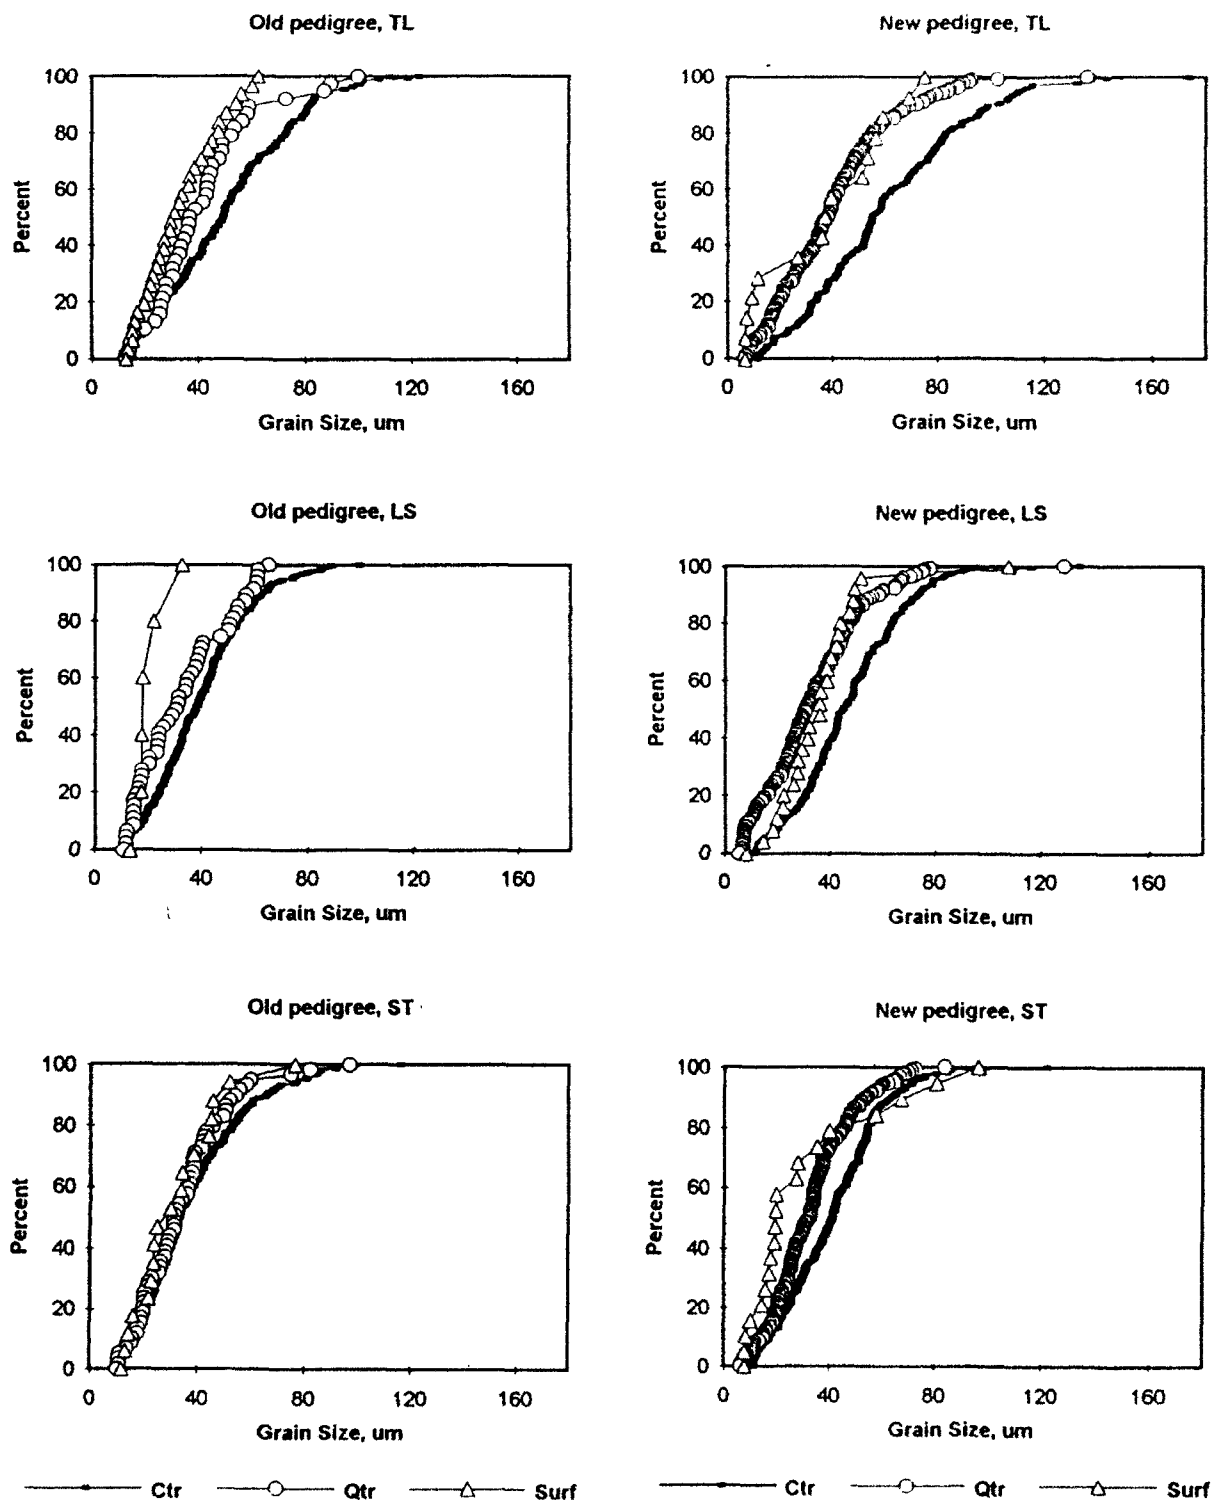 Old pedigree, TL
100
80
60
40
20
0
Percent
0 40 80 120 160
Grain Size, um
New pedigree, TL
100
80
60
40
20
0
Percent
0 40 80 120 160
Grain Size, um
Old pedigree, LS
100
80
60
40
20
0
Percent
0 40 80 120 160
Grain Size, um
New pedigree, LS
100
80
60
40
20
0
Percent
0 40 80 120 160
Grain Size, um
Old pedigree, ST
100
80
60
40
20
0
Percent
0 40 80 120 160
Grain Size, um
New pedigree, ST
100
80
60
40
20
0
Percent
0 40 80 120 160
Grain Size, um
Ctr Qtr Surf
Ctr Qtr Surf